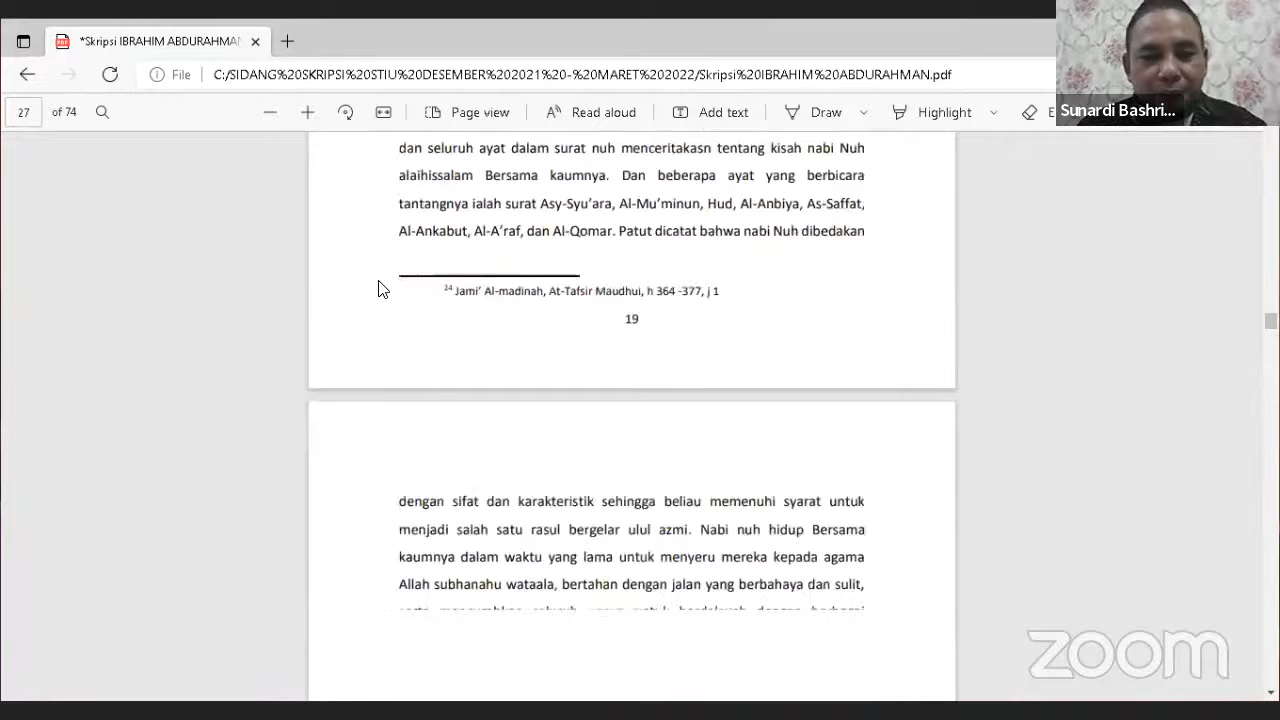 *Skripsi IBRAHIM ABDURAHMAN
File C:/SIDANG%20SKRIPSI%20STIU%20DESEMBER%202021%20-%20MARET%202022/Skripsi%20IBRAHIM%20ABDURAHMAN.pdf
27 of 74 Page view Read aloud Add text Draw Highlight E
Sunardi Bashri...
dan seluruh ayat dalam surat nuh menceritakasn tentang kisah nabi Nuh
alaihissalam Bersama kaumnya. Dan beberapa ayat yang berbicara
tantangnya ialah surat Asy-Syu’ara, Al-Mu’minun, Hud, Al-Anbiya, As-Saffat,
Al-Ankabut, Al-A’raf, dan Al-Qomar. Patut dicatat bahwa nabi Nuh dibedakan
24 Jami’ Al-madinah, At-Tafsir Maudhui, h 364 -377, j 1
19
dengan sifat dan karakteristik sehingga beliau memenuhi syarat untuk
menjadi salah satu rasul bergelar ulul azmi. Nabi nuh hidup Bersama
kaumnya dalam waktu yang lama untuk menyeru mereka kepada agama
Allah subhanahu wataala, bertahan dengan jalan yang berbahaya dan sulit,
zoom